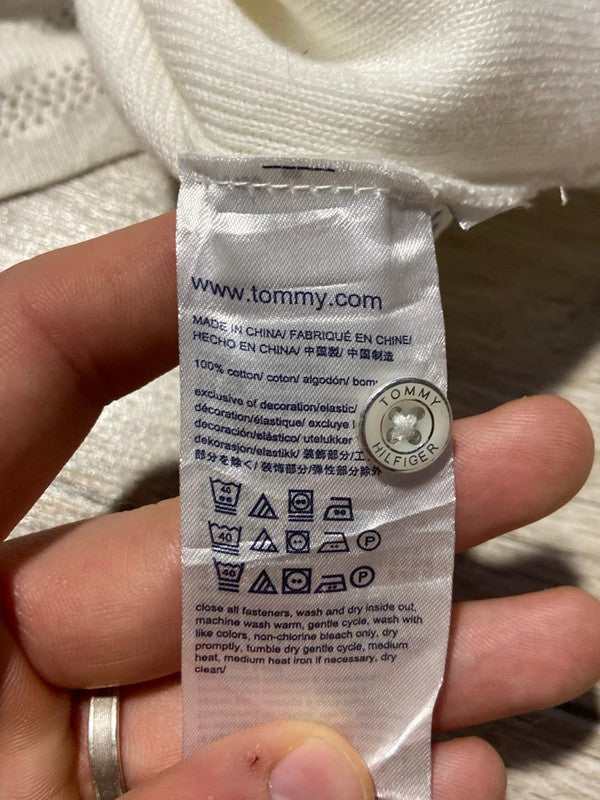 www.tommy.com
MADE IN CHINA/ FABRIQUÉ EN CHINE/
HECHO EN CHINA/ 中国製/ 中国制造
100% cotton/ coton/ algodón/
exclusive of decoration/elastic/
décoration/élastique/ excluye
decoración/elástico/ utelukker
dekorasjon/elastikk/ 装飾部分/
部分を除く/ 装饰部分/弹性部分除外
TOMMY
HILFIGER
40
40 P
40 P
close all fasteners, wash and dry inside out,
machine wash warm, gentle cycle, wash with
like colors, non-chlorine bleach only, dry
promptly, tumble dry gentle cycle, medium
heat, medium heat iron if necessary, dry
clean/